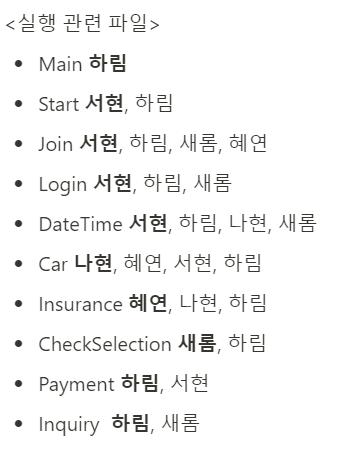 <실행 관련 파일>
• Main 하림
• Start 서현, 하림
• Join 서현, 하림, 새롬, 혜연
• Login 서현, 하림, 새롬
• DateTime 서현, 하림, 나현, 새롬
• Car 나현, 혜연, 서현, 하림
• Insurance 혜연, 나현, 하림
• CheckSelection 새롬, 하림
• Payment 하림, 서현
• Inquiry 하림, 새롬